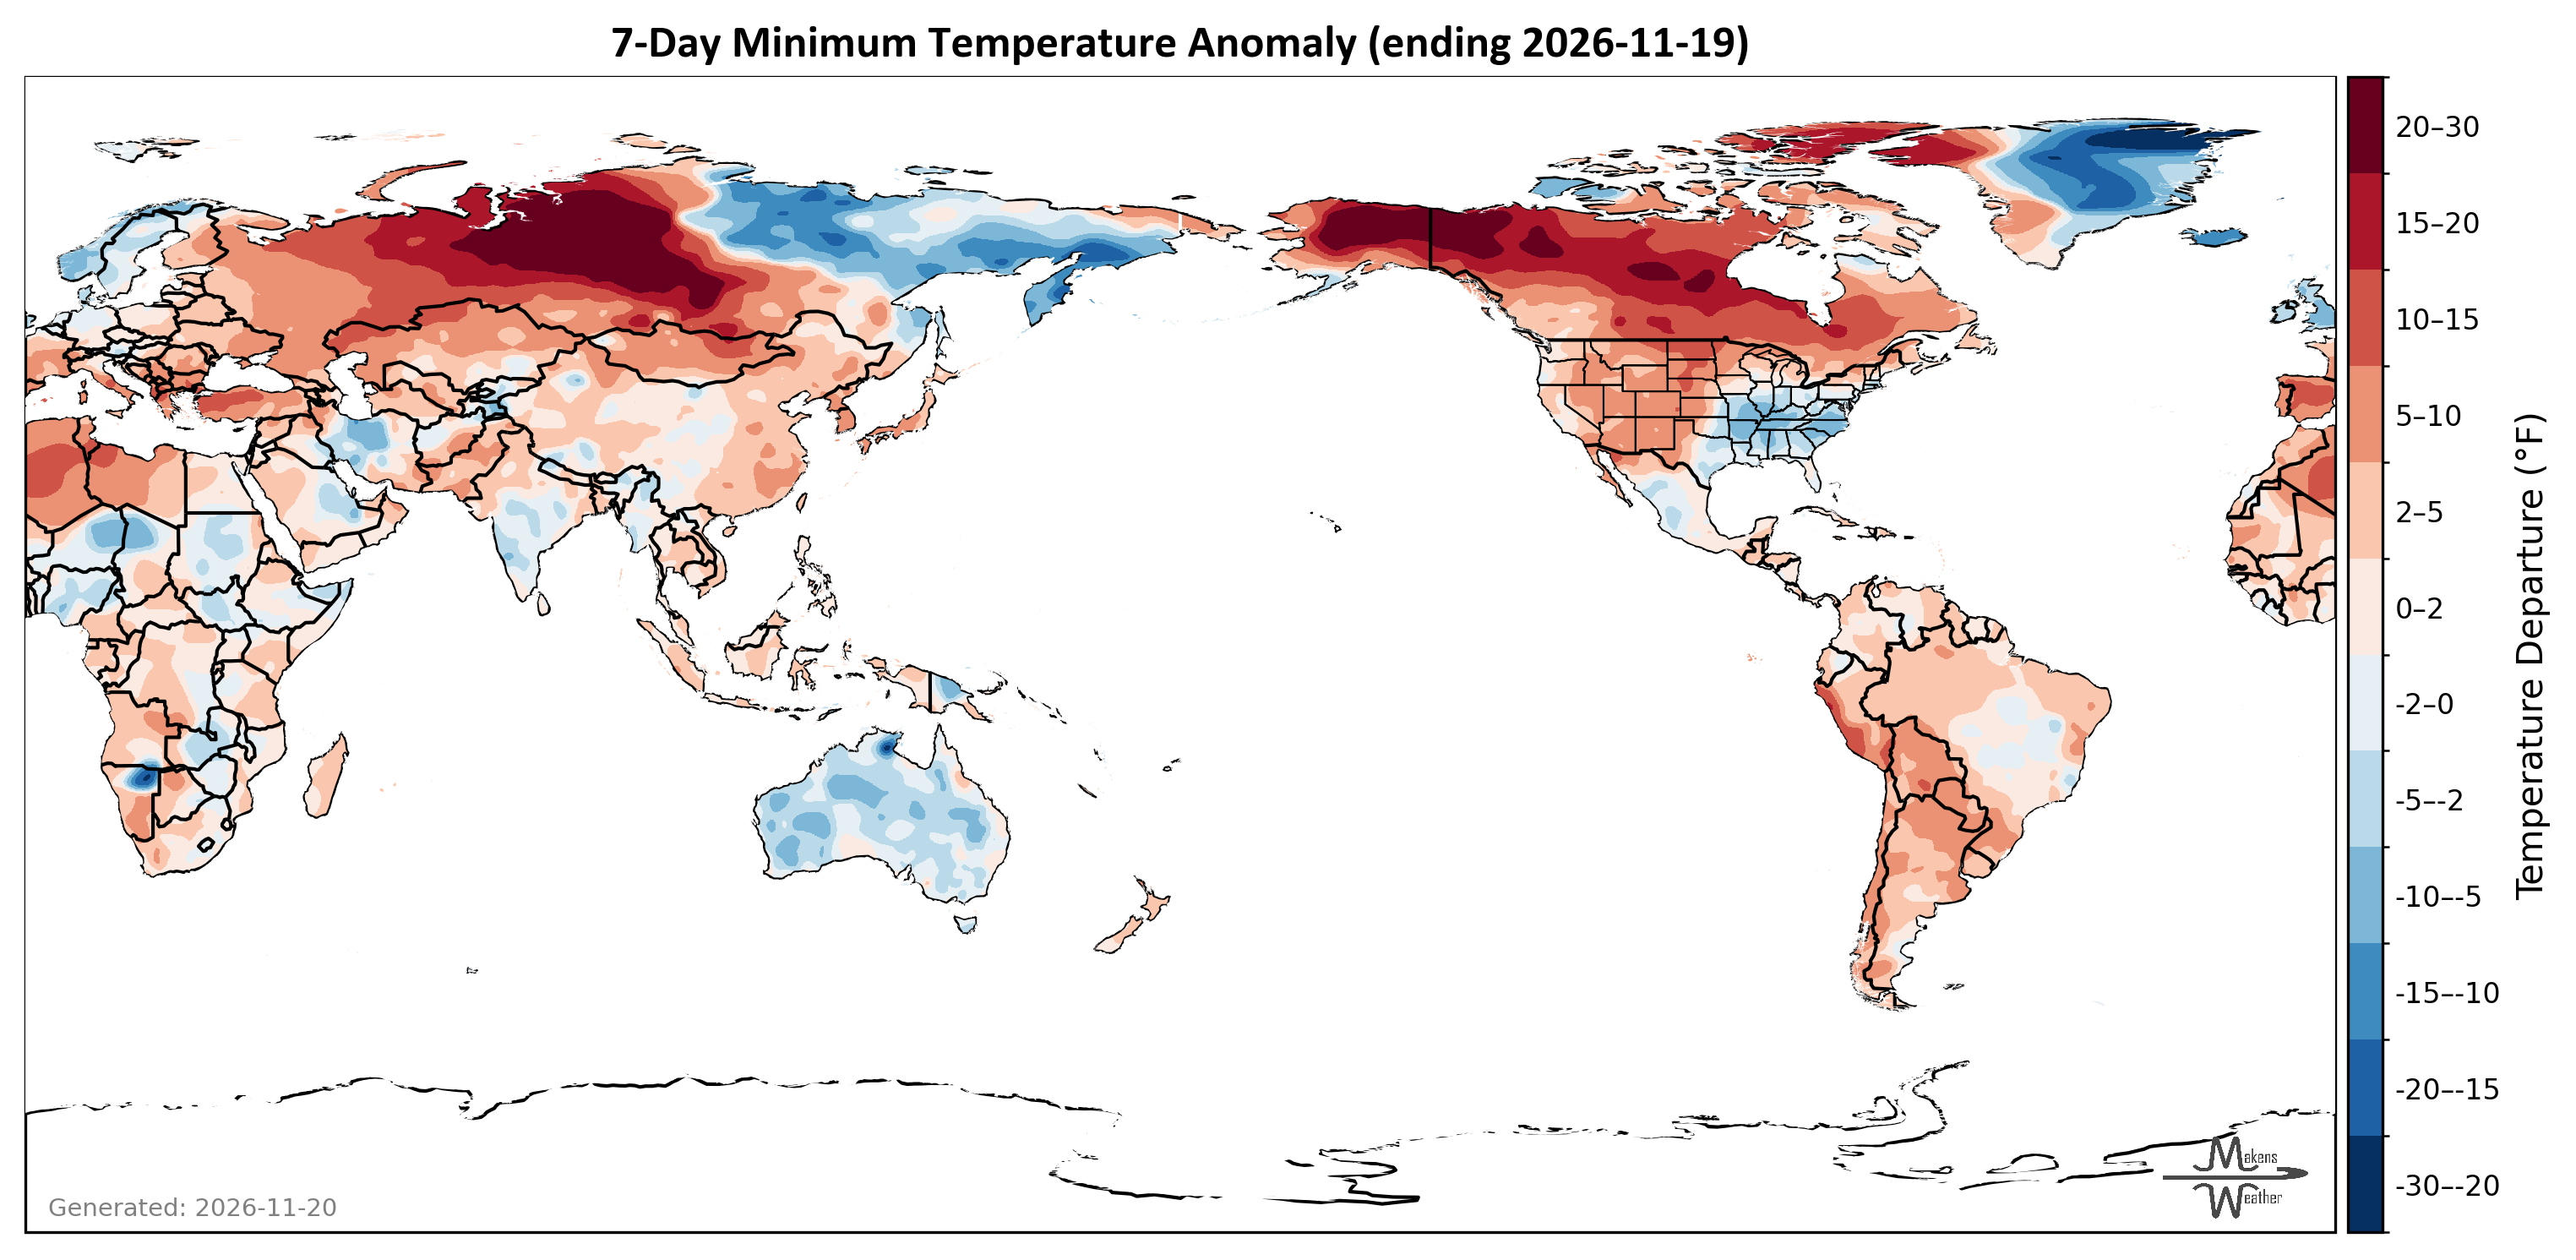 7-Day Minimum Temperature Anomaly (ending 2026-11-19)
20–30
15–20
10–15
5–10
2–5
0–2
-2–0
-5–-2
-10–-5
-15–-10
-20–-15
-30–-20
Temperature Departure (°F)
Generated: 2026-11-20
Makens
Weather